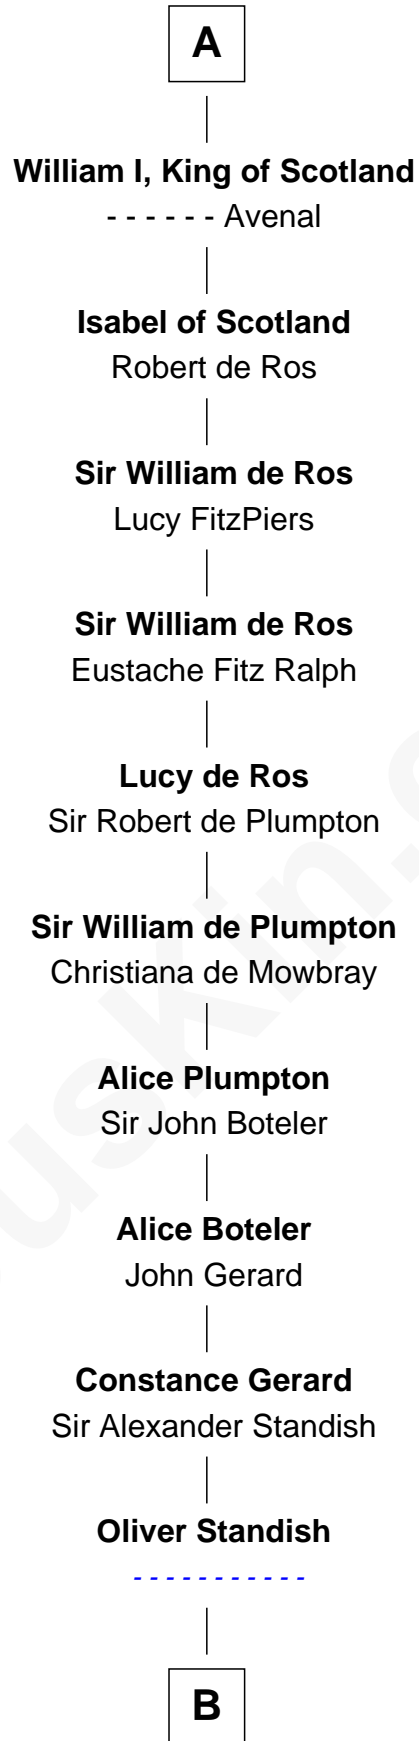 A
William I, King of Scotland
- - - - - - Avenal
Isabel of Scotland
Robert de Ros
Sir William de Ros
Lucy FitzPiers
Sir William de Ros
Eustache Fitz Ralph
Lucy de Ros
Sir Robert de Plumpton
Sir William de Plumpton
Christiana de Mowbray
Alice Plumpton
Sir John Boteler
Alice Boteler
John Gerard
Constance Gerard
Sir Alexander Standish
Oliver Standish
- - - - - - - - - - -
B